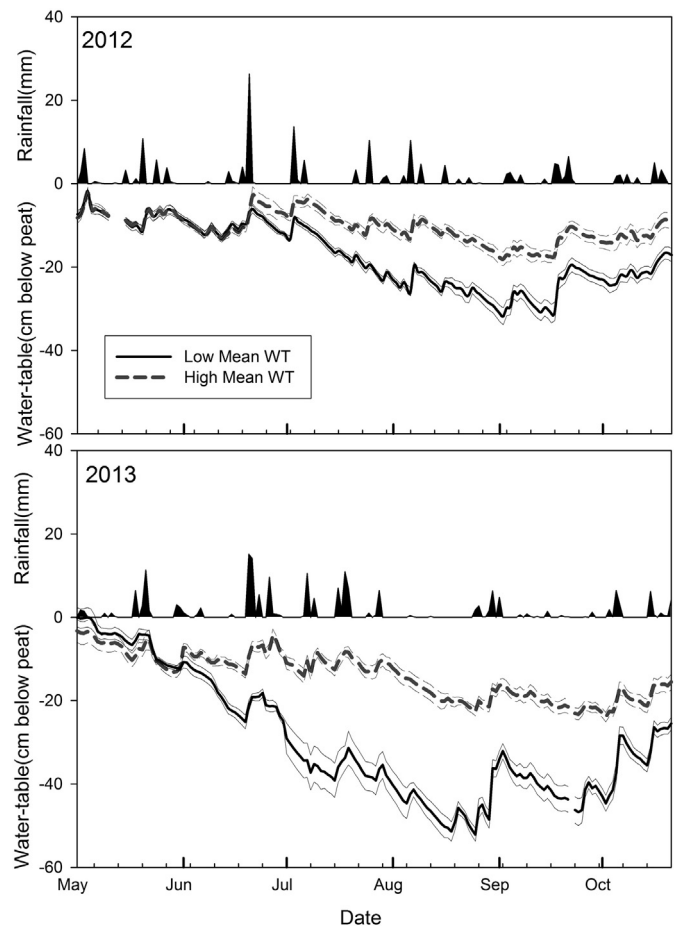 40
2012
20
0
-20
-40
-60
Rainfall(mm)
Water-table(cm below peat)
Low Mean WT
High Mean WT
40
2013
20
0
-20
-40
-60
Rainfall(mm)
Water-table(cm below peat)
May Jun Jul Aug Sep Oct
Date